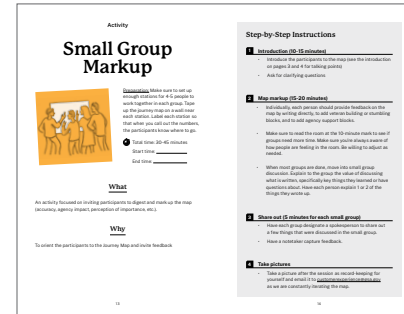 Activity
Small Group
Markup
Preparation: Make sure to set up
enough stations for 4-5 people to
work together in each group. Tape
up the journey map on a wall near
each station. Label each station so
that when you call out the numbers,
the participants know where to go.
Total time: 30-45 minutes
Start time:
End time:
What
An activity focused on inviting participants to digest and mark up the map
(accuracy, agency impact, perception of importance, etc.).
Why
To orient the participants to the Journey Map and invite feedback
13
Step-by-Step Instructions
1 Introduction (10-15 minutes)
- Introduce the participants to the map (see the introduction
on pages 3 and 4 for talking points)
- Ask for clarifying questions
2 Map markup (15-20 minutes)
- Individually, each person should provide feedback on the
map by writing directly, to add veteran building or stumbling
blocks, and to add agency support blocks.
- Make sure to read the room at the 10-minute mark to see if
groups need more time. Make sure you're always aware of
how people are feeling in the room. Be willing to adjust as
needed.
- When most groups are done, move into small group
discussion. Explain to the group the value of discussing
what is written, specifically key things they learned or have
questions about. Have each person explain 1 or 2 of the
things they wrote up.
3 Share out (5 minutes for each small group)
- Have each group designate a spokesperson to share out
a few things that were discussed in the small group.
- Have a notetaker capture feedback.
4 Take pictures
- Take a picture after the session as record-keeping for
yourself and email it to
as we are constantly iterating the map.
14